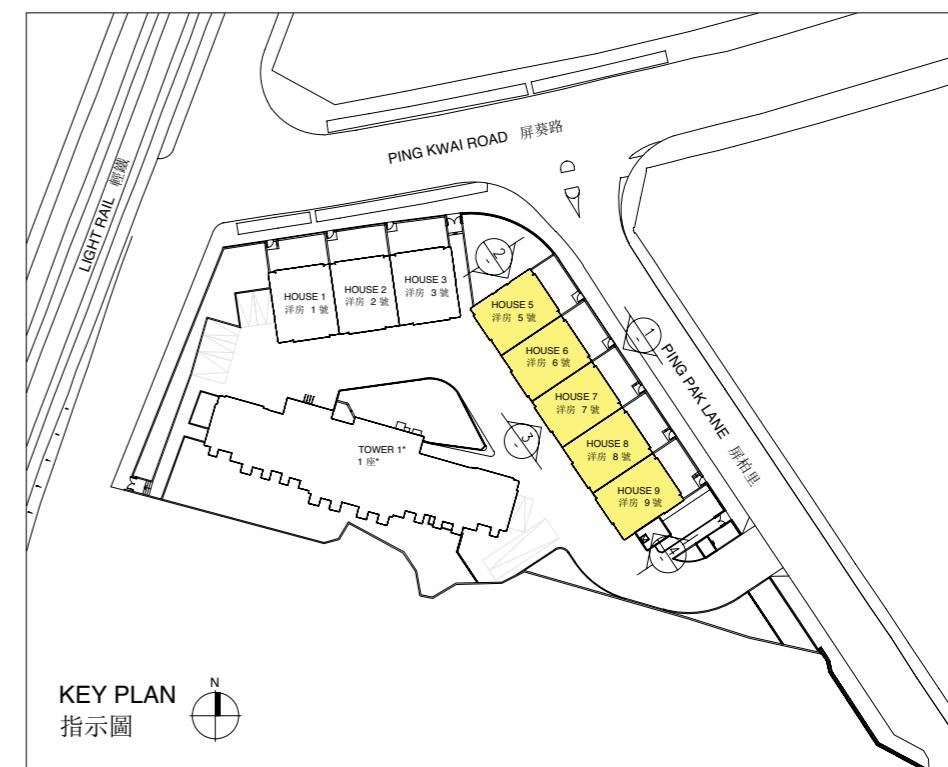 PING KWAI ROAD 屏葵路
LIGHT RAIL 輕鐵
HOUSE 1
洋房 1 號
HOUSE 2
洋房 2 號
HOUSE 3
洋房 3 號
2
-
HOUSE 5
洋房 5 號
HOUSE 6
洋房 6 號
HOUSE 7
洋房 7 號
HOUSE 8
洋房 8 號
HOUSE 9
洋房 9 號
1
-
PING PAK LANE 屏柏里
3
-
TOWER 1*
1 座*
4
-
KEY PLAN
指示圖
N